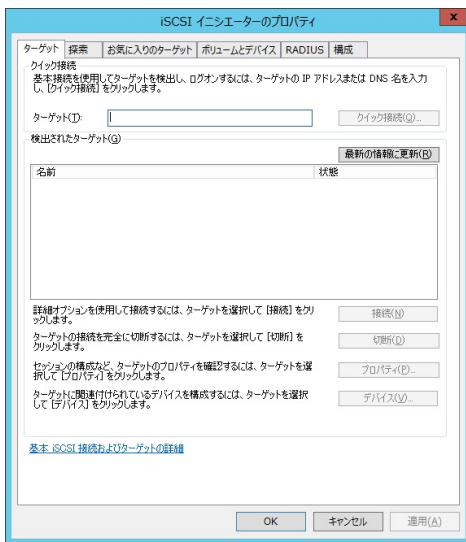 iSCSI イニシエーターのプロパティ
x
ターゲット 探索 お気に入りのターゲット ボリュームとデバイス RADIUS 構成
クイック接続
基本接続を使用してターゲットを検出し、ログオンするには、ターゲットの IP アドレスまたは DNS 名を入力
し、[クイック接続] をクリックします。
ターゲット(T): クイック接続(Q)...
検出されたターゲット(G)
最新の情報に更新(R)
名前 状態
詳細オプションを使用して接続するには、ターゲットを選択して [接続] をクリ
ックします。
接続(N)
ターゲットの接続を完全に切断するには、ターゲットを選択して [切断] を
クリックします。
切断(D)
セッションの構成など、ターゲットのプロパティを確認するには、ターゲットを選
択して [プロパティ] をクリックします。
プロパティ(P)...
ターゲットに関連付けられているデバイスを構成するには、ターゲットを選択
して [デバイス] をクリックします。
デバイス(V)...
基本 iSCSI 接続およびターゲットの詳細
OK キャンセル 適用(A)